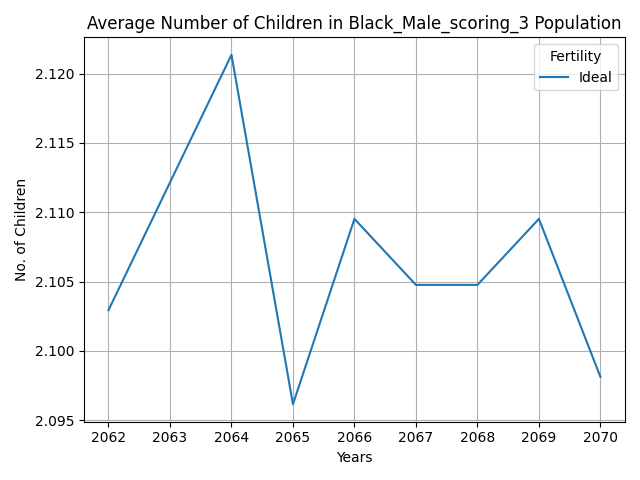 Average Number of Children in Black_Male_scoring_3 Population
Fertility
Ideal
2.120
2.115
2.110
2.105
2.100
2.095
No. of Children
2062 2063 2064 2065 2066 2067 2068 2069 2070
Years